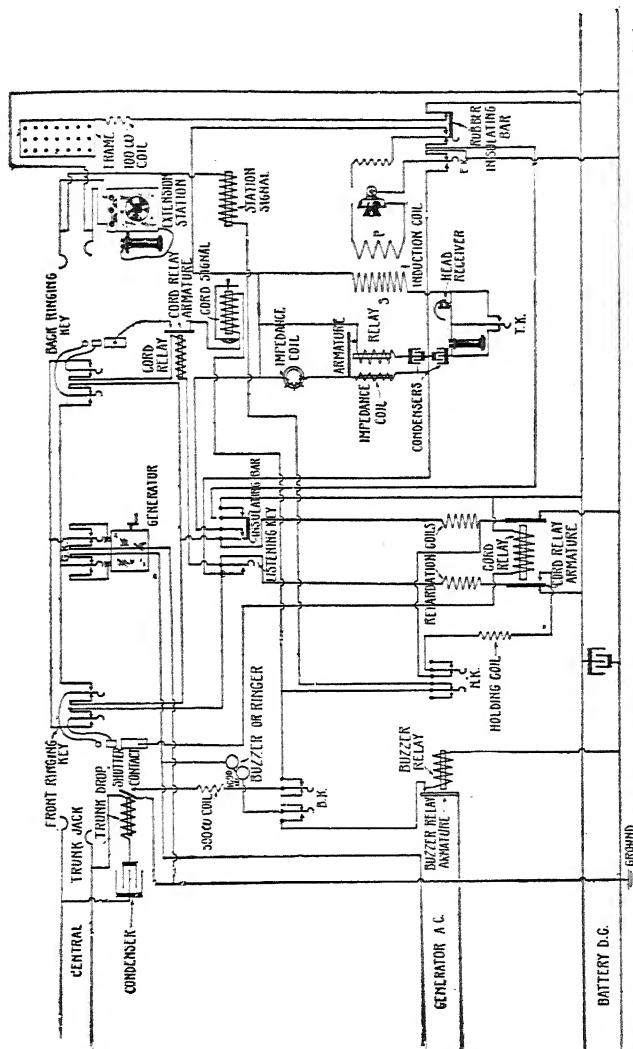 FRAME
100 ω
COIL
EXTENSION
STATION
STATION
SIGNAL
BACK RINGING
KEY
CORD RELAY
ARMATURE
CORD
RELAY
CORD SIGNAL
IMPEDANCE
COIL
ARMATURE
RELAY
IMPEDANCE
COIL
CONDENSERS
S
P
INDUCTION COIL
HEAD
RECEIVER
T.K.
RUBBER
INSULATING
BAR
GENERATOR
INSULATING BAR
LISTENING KEY
RETARDATION COILS
CORD
RELAY
CORD RELAY
ARMATURE
N.K.
HOLDING COIL
FRONT RINGING
KEY
TRUNK JACK
TRUNK DROP
SHUTTER
CONTACT
CENTRAL
CONDENSER
500 ω COIL
BUZZER OR RINGER
B.K.
BUZZER
RELAY
BUZZER RELAY
ARMATURE
GENERATOR A C.
BATTERY D.C.
GROUND